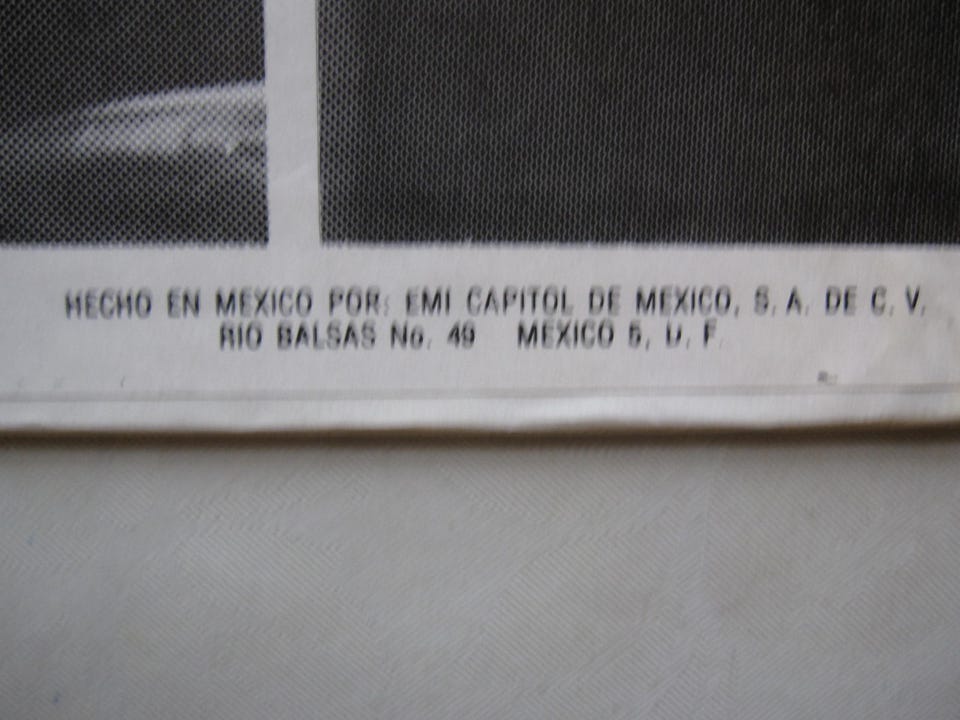 HECHO EN MEXICO POR: EMI CAPITOL DE MEXICO, S. A. DE C. V.
RIO BALSAS No. 49 MEXICO 5, D. F.